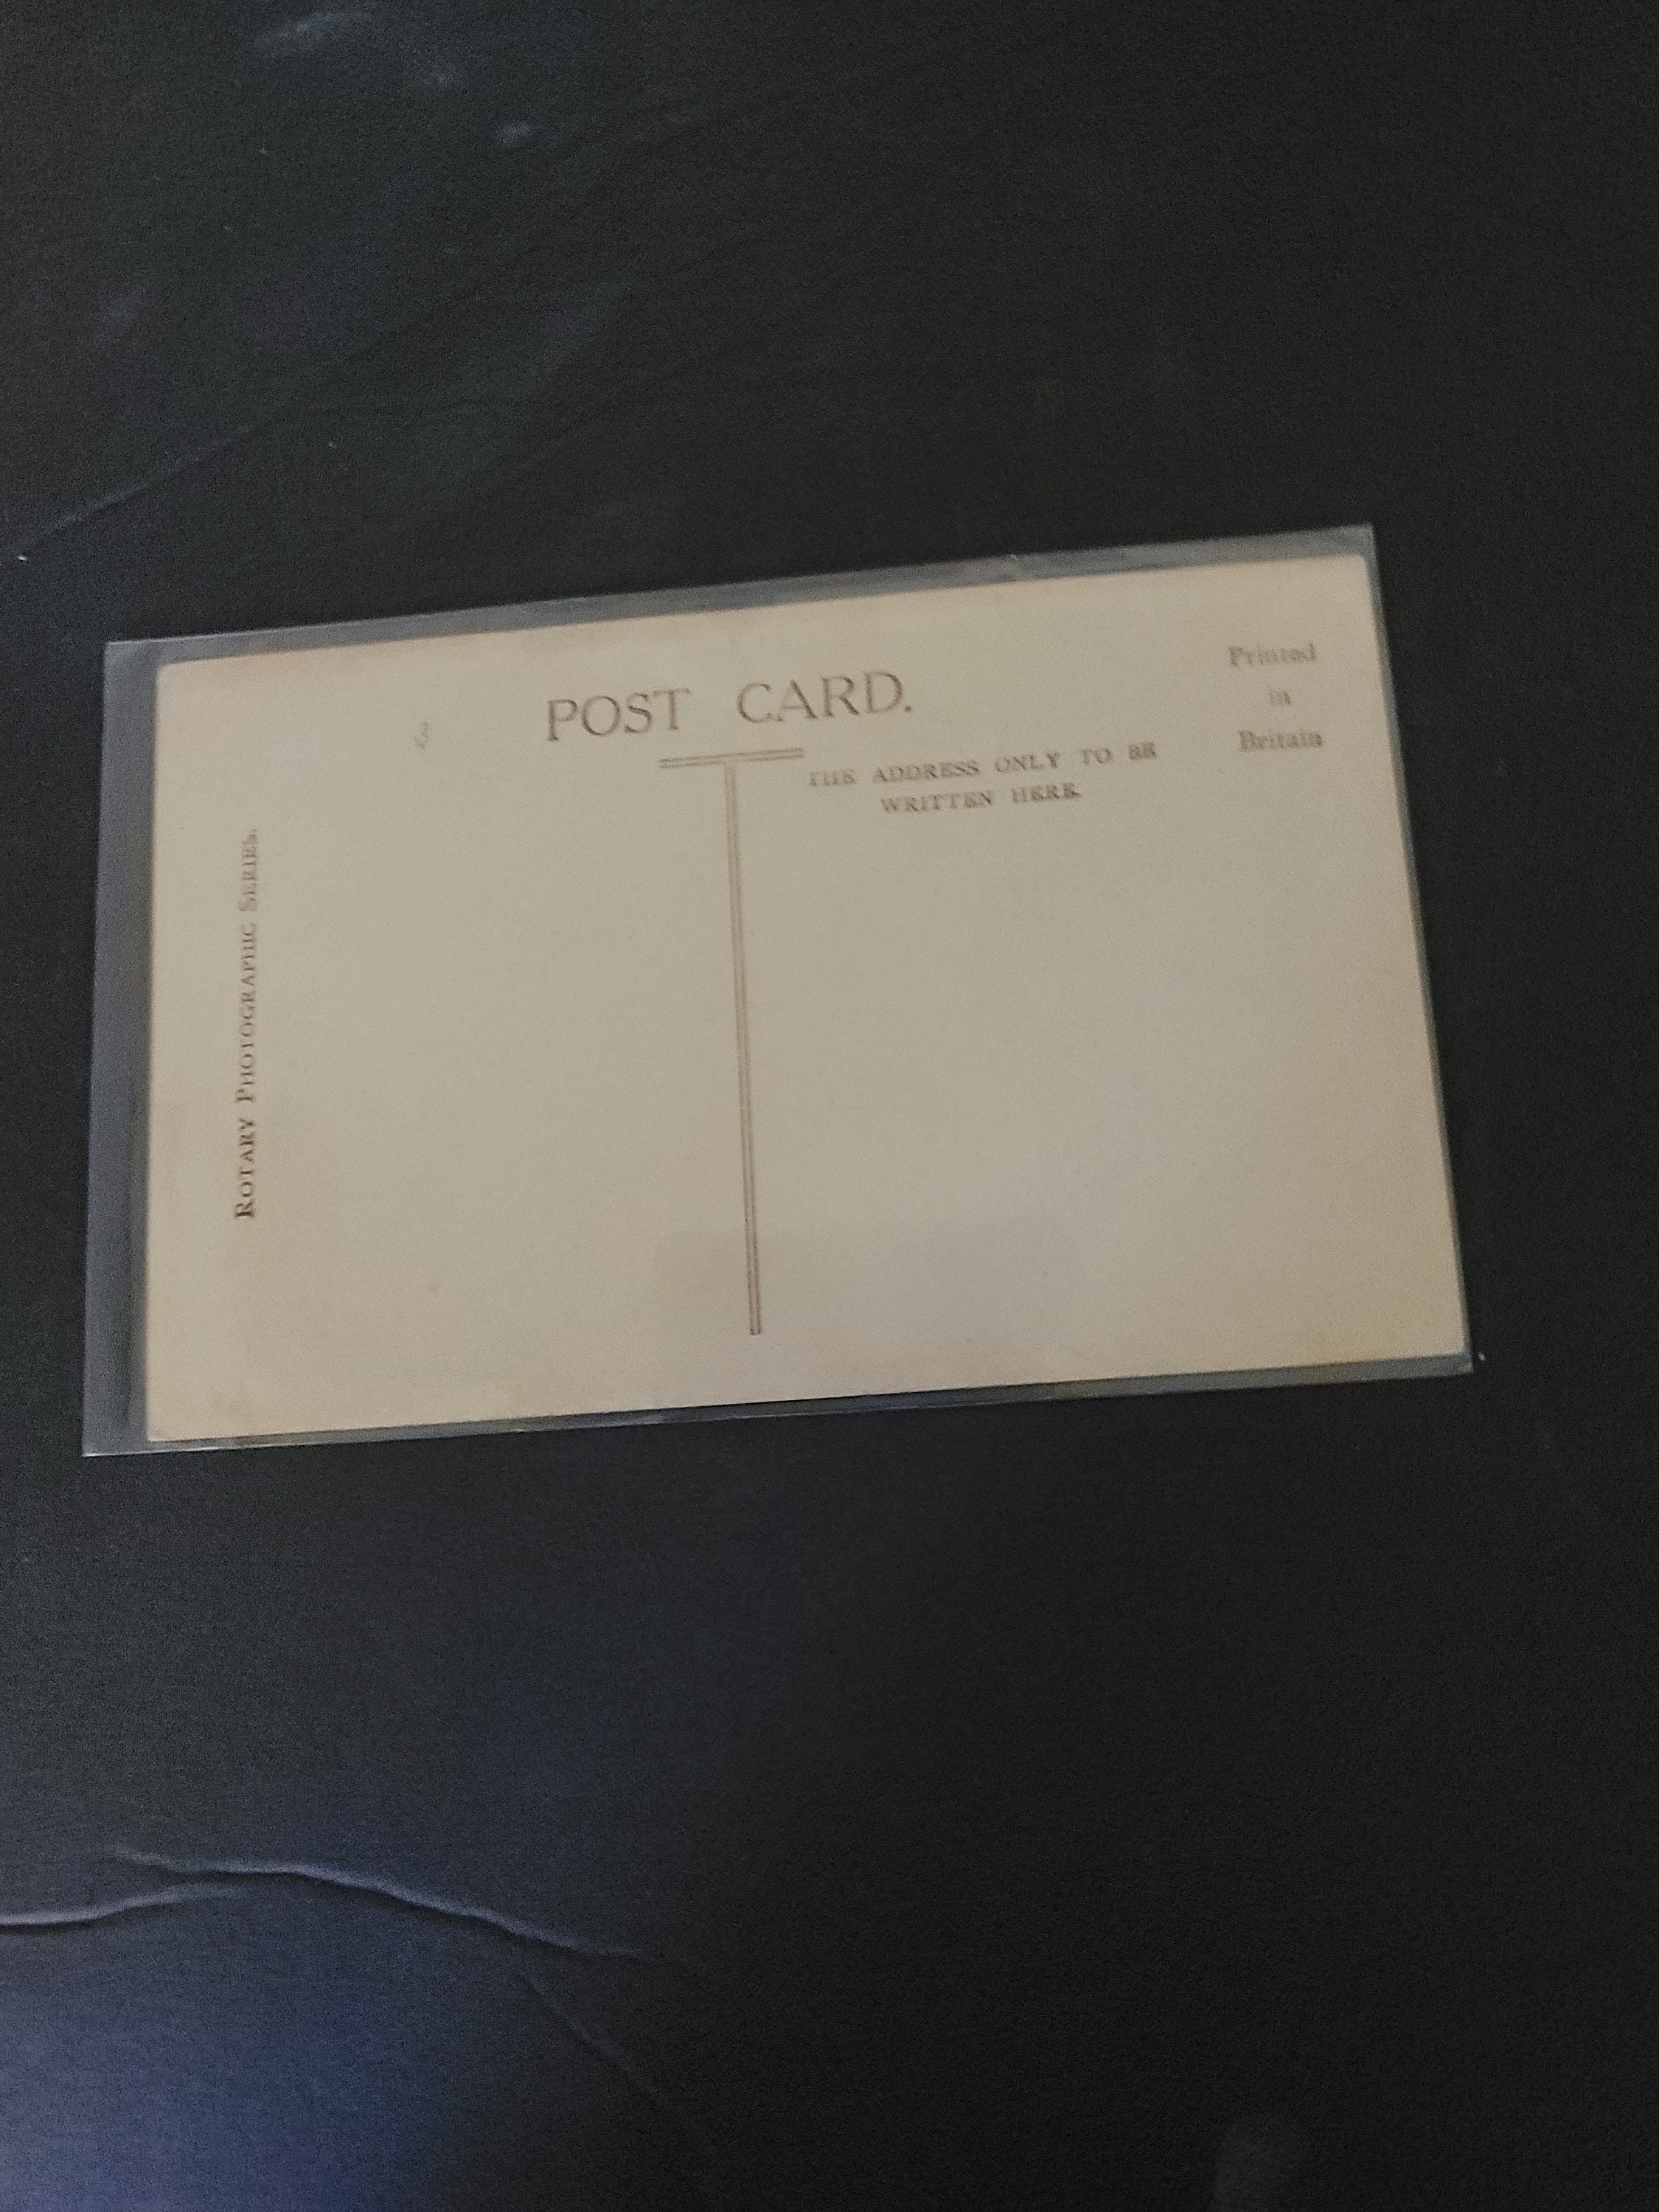 POST CARD.
Printed
in
Britain
THE ADDRESS ONLY TO BE
WRITTEN HERE.
ROTARY PHOTOGRAPHIC SERIES.